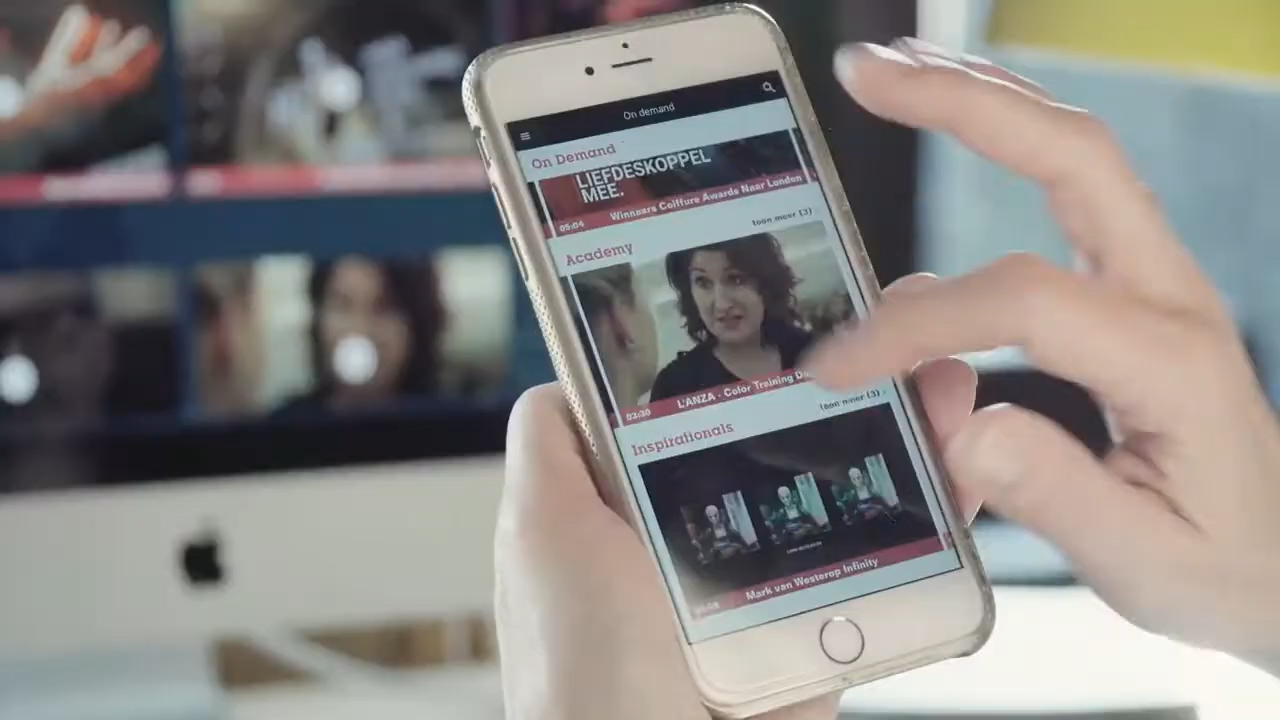 On demand
On Demand
LIEFDESKOPPEL
MEE.
05:04 Winnaars Coiffure Awards Naar Londen
toon meer (3)
Academy
02:30 L'ANZA - Color Training
toon meer (3)
Inspirationals
Mark van Westerop Infinity